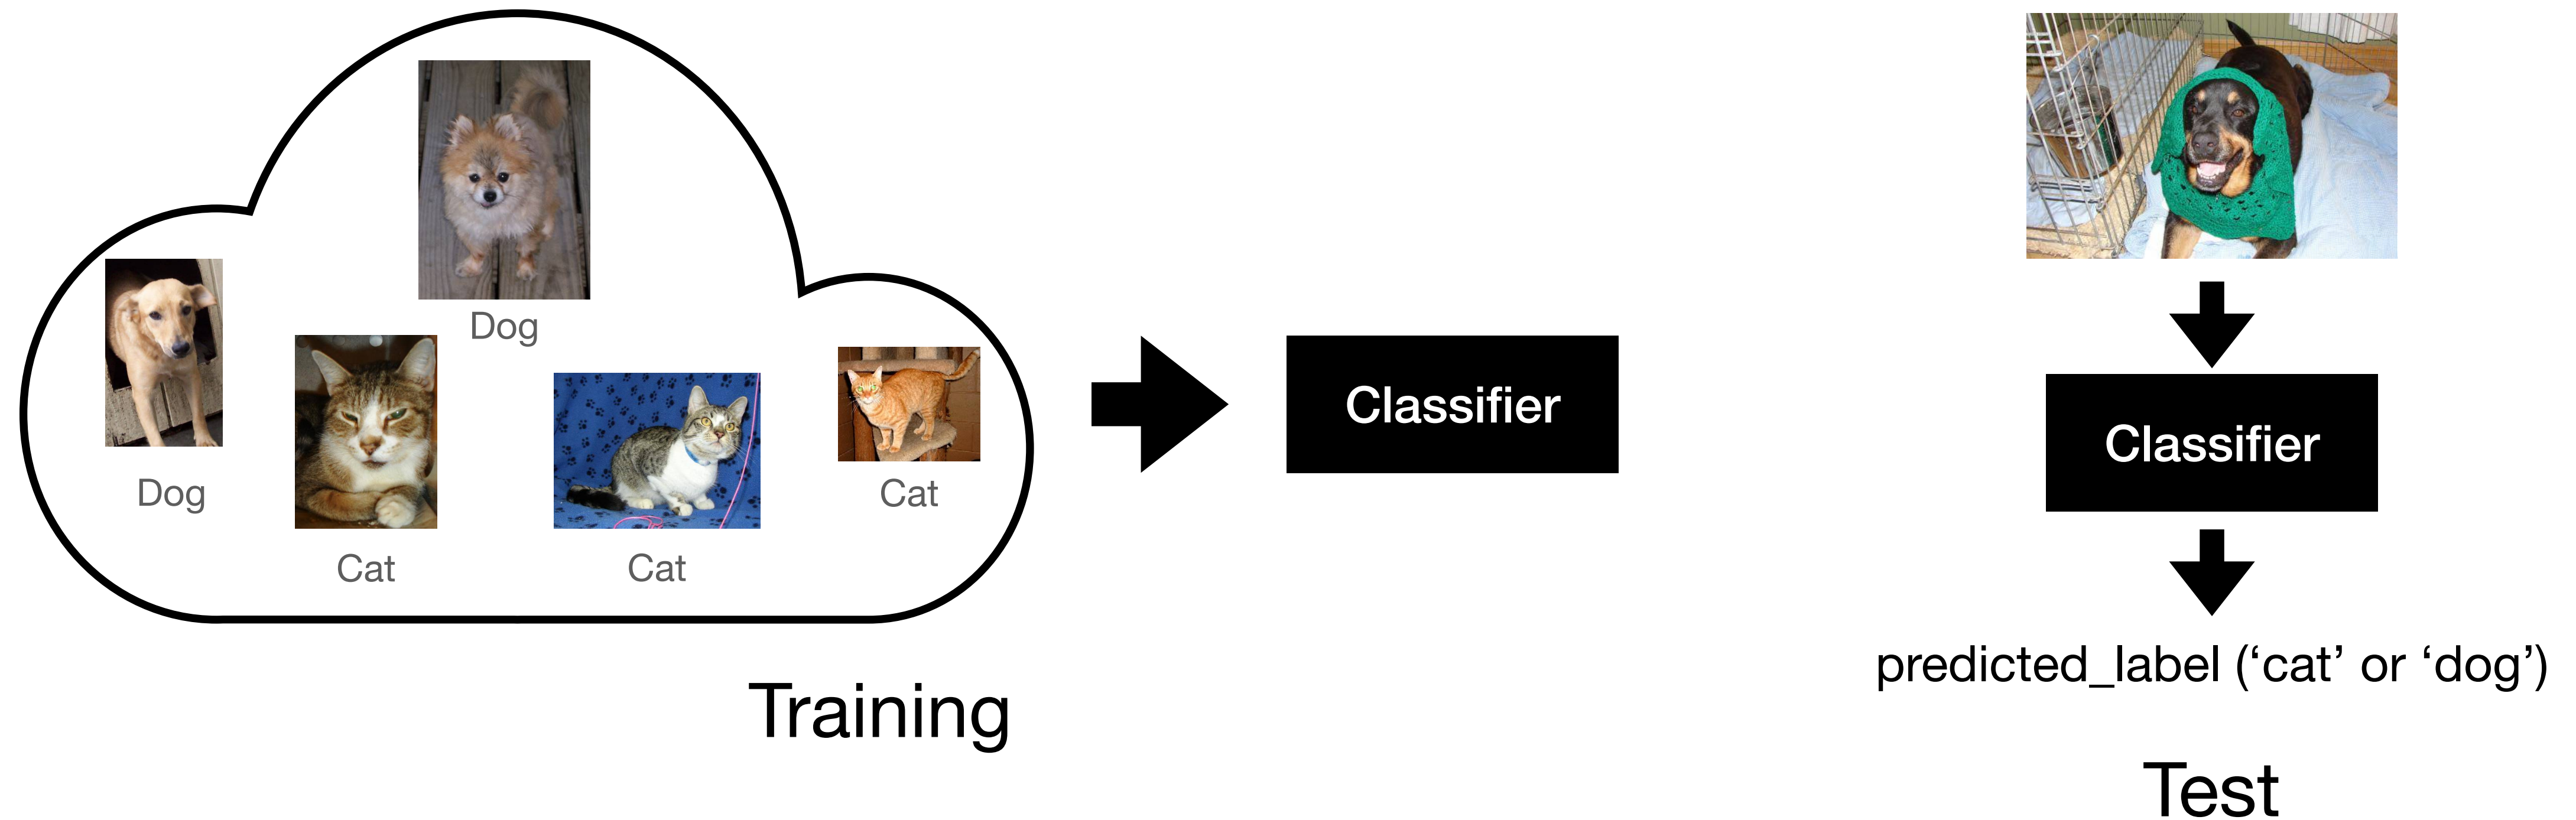 Dog
Dog
Cat
Cat
Cat
Training
Classifier
Classifier
predicted_label (‘cat’ or ‘dog’)
Test